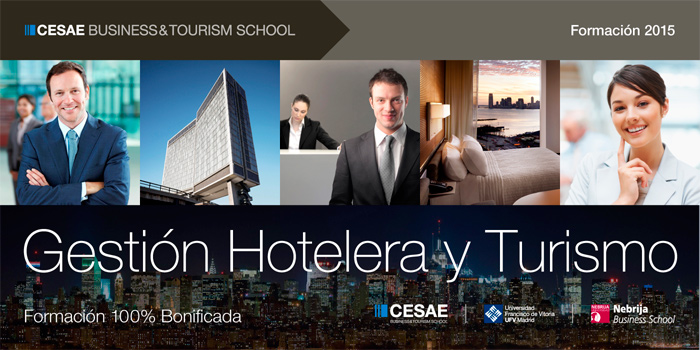 CESAE BUSINESS&TOURISM SCHOOL
Formación 2015
Gestión Hotelera y Turismo
Formación 100% Bonificada
CESAE
BUSINESS&TOURISM SCHOOL
Universidad
Francisco de Vitoria
UFV Madrid
NEBRIJA
Nebrija
Business School